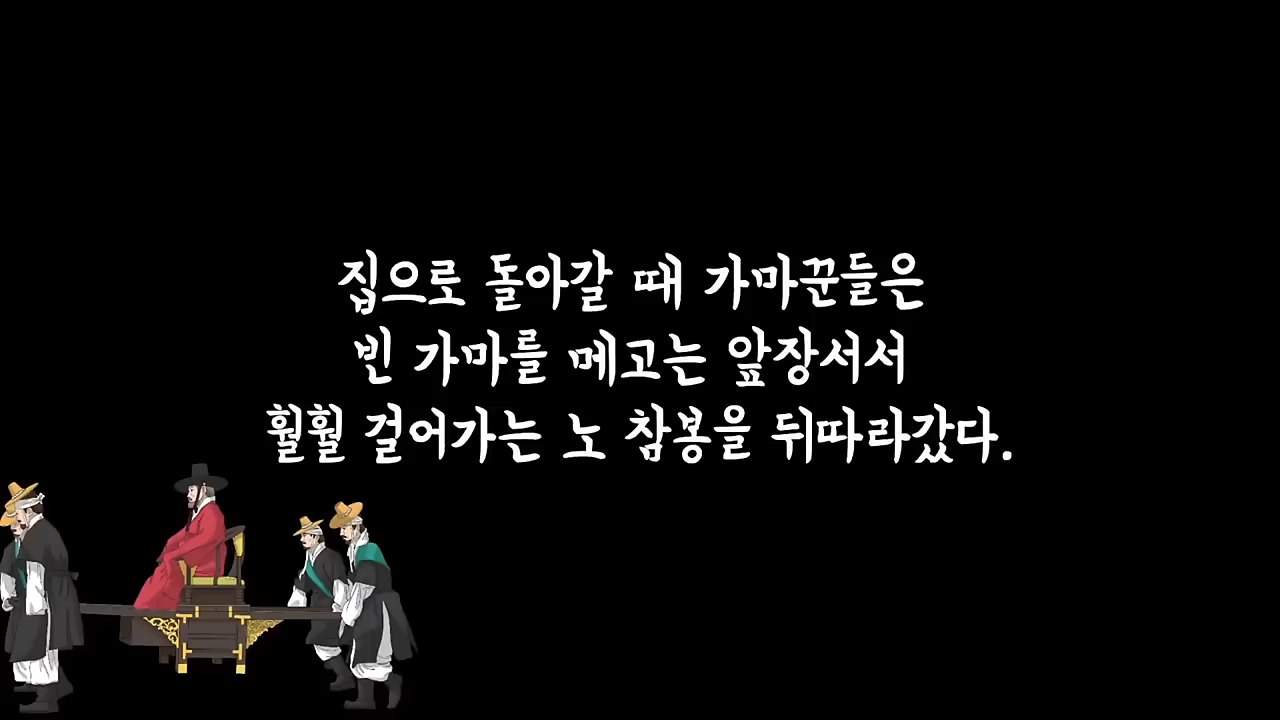 집으로 돌아갈 때 가마꾼들은
빈 가마를 메고는 앞장서서
훨훨 걸어가는 노 참봉을 뒤따라갔다.